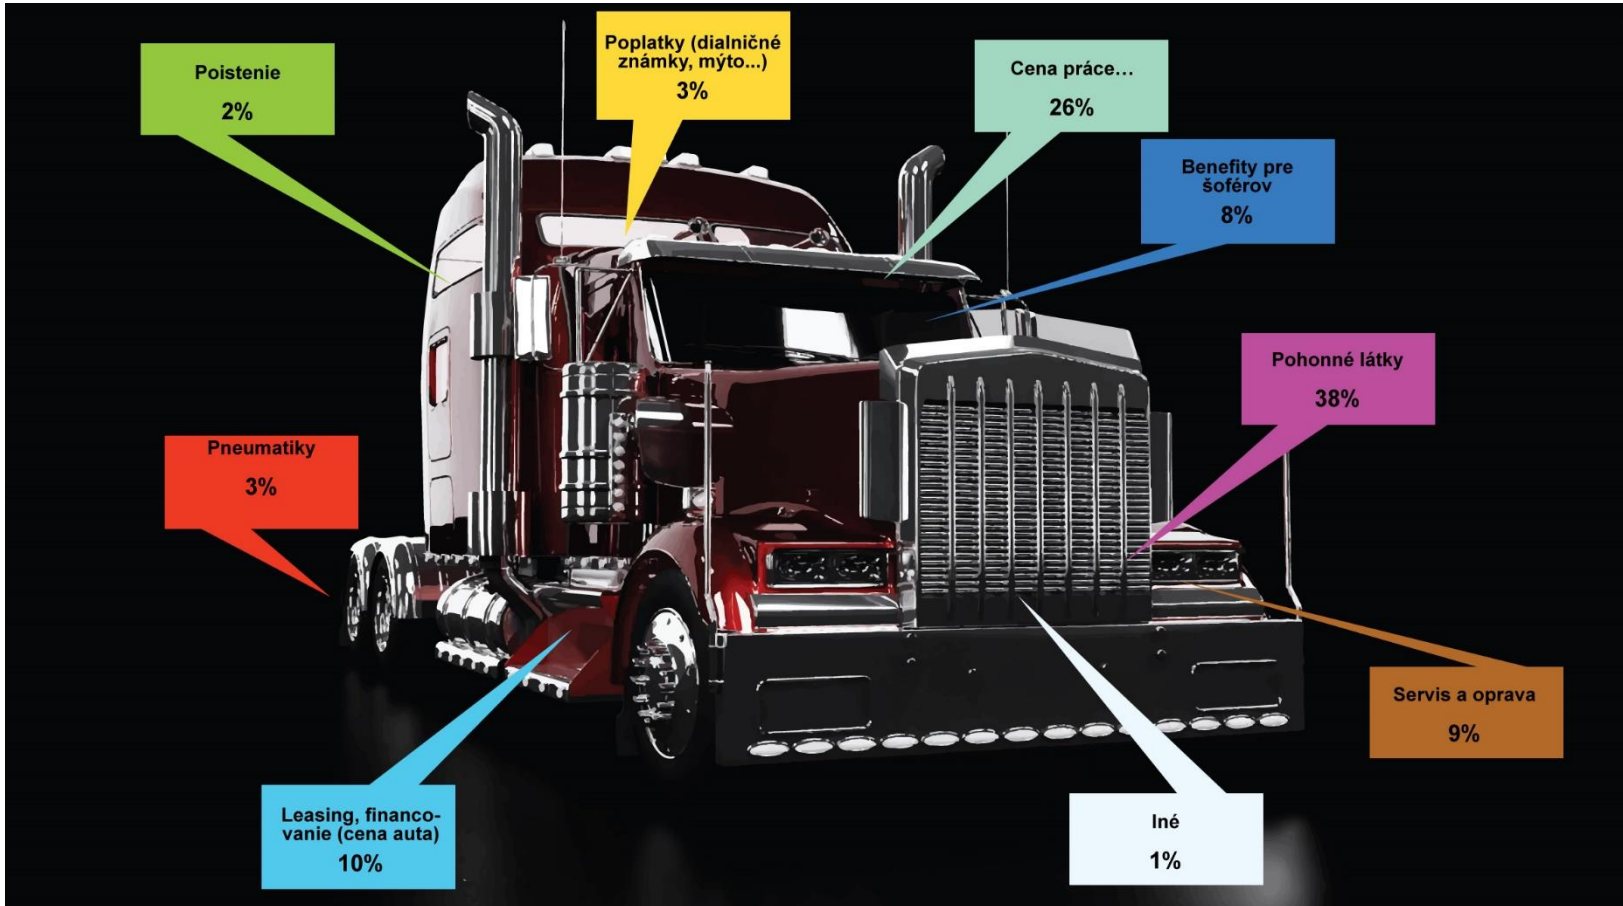 Poistenie
2%
Poplatky (dialničné
známky, mýto...)
3%
Cena práce…
26%
Benefity pre
šoférov
8%
Pohonné látky
38%
Pneumatiky
3%
Servis a oprava
9%
Leasing, financo-
vanie (cena auta)
10%
Iné
1%